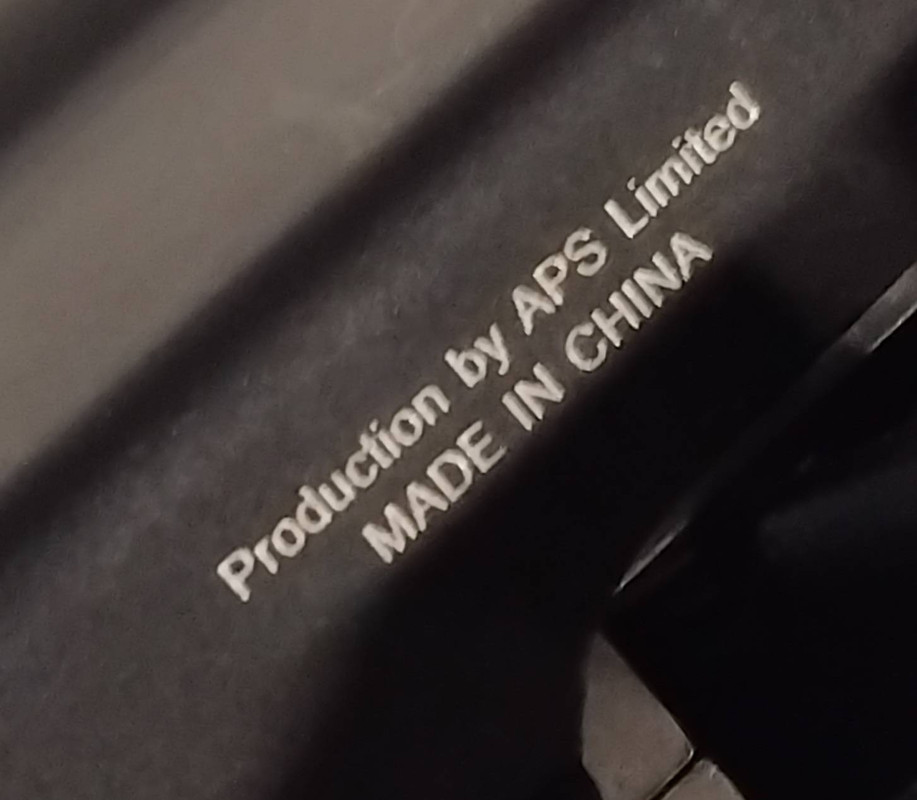 Production by APS Limited
MADE IN CHINA